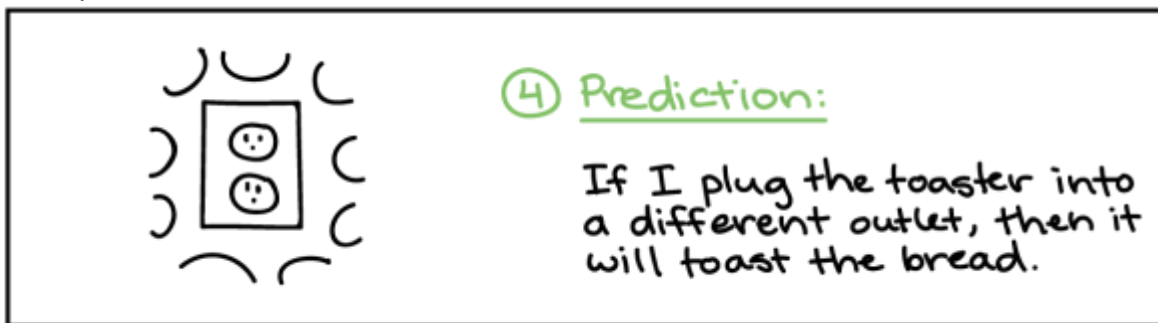 4 Prediction:
If I plug the toaster into
a different outlet, then it
will toast the bread.